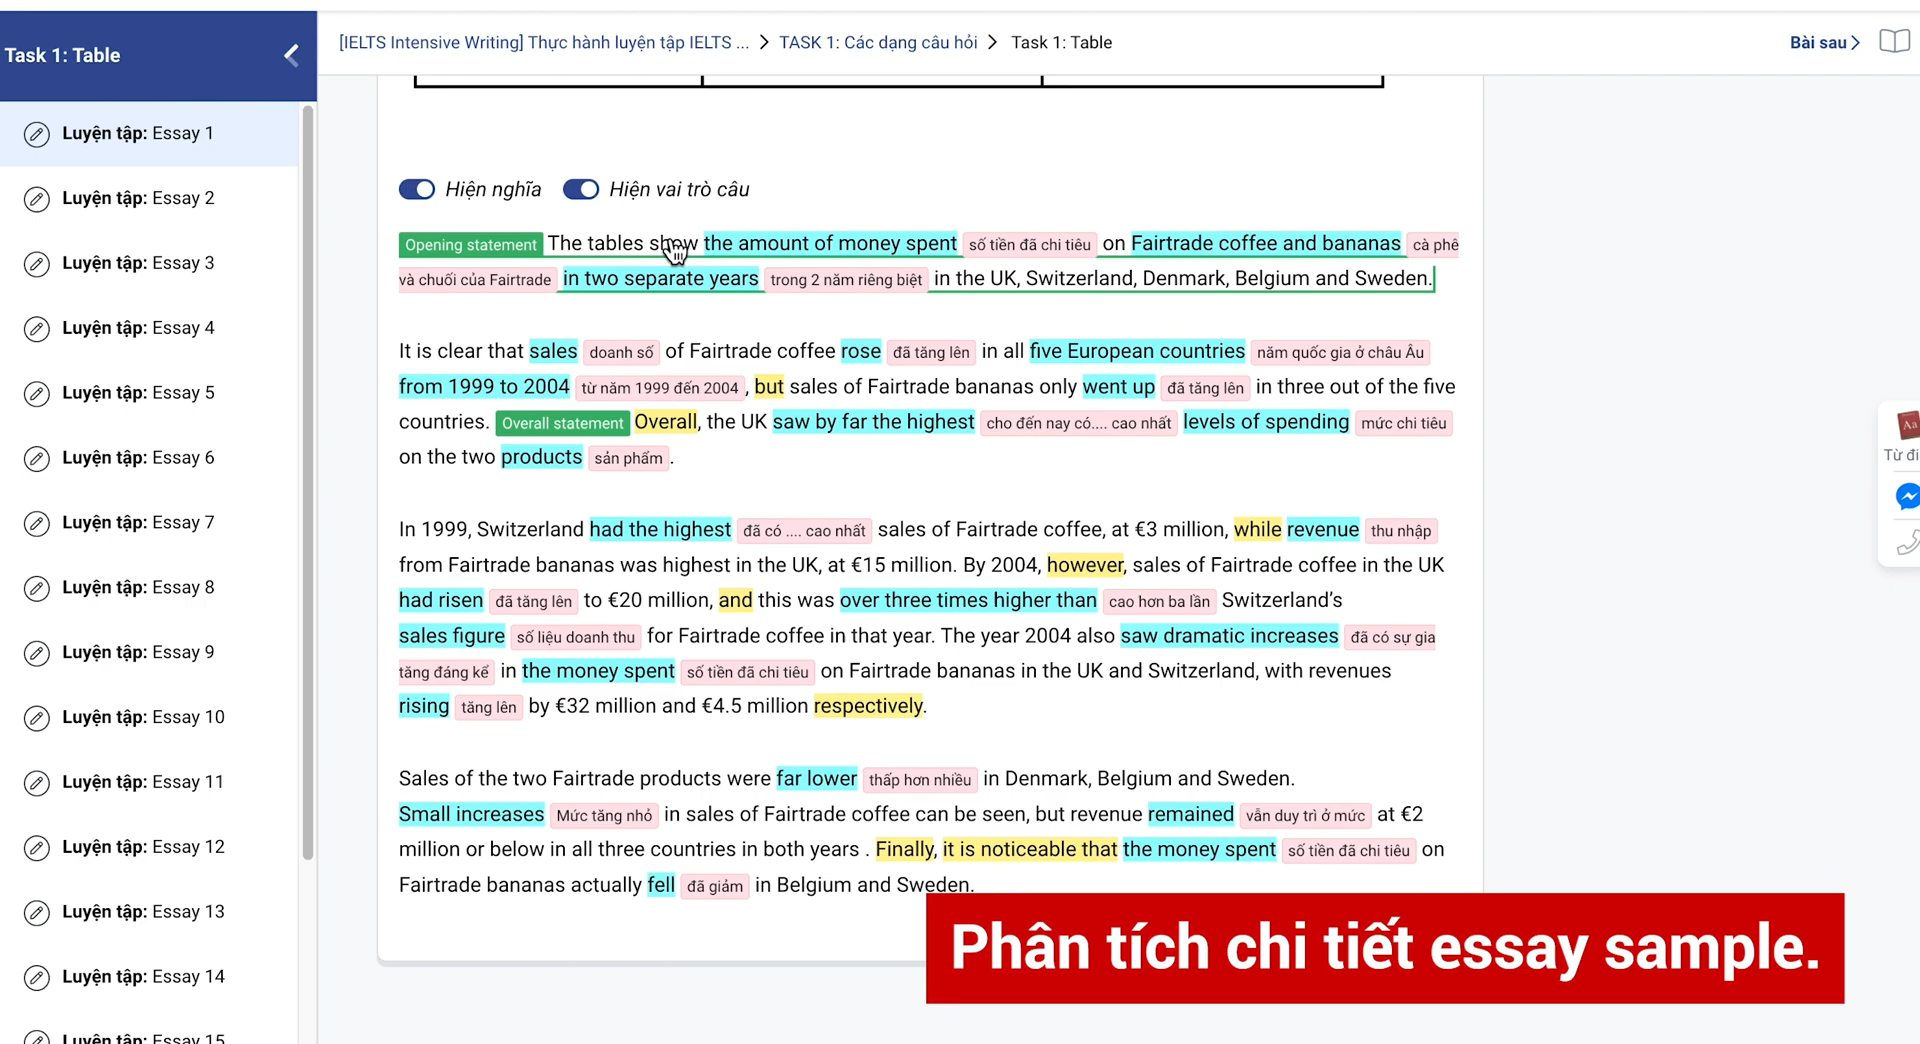 Task 1: Table
[IELTS Intensive Writing] Thực hành luyện tập IELTS ... > TASK 1: Các dạng câu hỏi > Task 1: Table
Bài sau >
Luyện tập: Essay 1
Luyện tập: Essay 2
Luyện tập: Essay 3
Luyện tập: Essay 4
Luyện tập: Essay 5
Luyện tập: Essay 6
Luyện tập: Essay 7
Luyện tập: Essay 8
Luyện tập: Essay 9
Luyện tập: Essay 10
Luyện tập: Essay 11
Luyện tập: Essay 12
Luyện tập: Essay 13
Luyện tập: Essay 14
Luyện tập: Essay 15
Hiện nghĩa Hiện vai trò câu
Opening statement The tables show the amount of money spent số tiền đã chi tiêu on Fairtrade coffee and bananas cà phê
và chuối của Fairtrade in two separate years trong 2 năm riêng biệt in the UK, Switzerland, Denmark, Belgium and Sweden.
It is clear that sales doanh số of Fairtrade coffee rose đã tăng lên in all five European countries năm quốc gia ở châu Âu
from 1999 to 2004 từ năm 1999 đến 2004 , but sales of Fairtrade bananas only went up đã tăng lên in three out of the five
countries. Overall statement Overall, the UK saw by far the highest cho đến nay có.... cao nhất levels of spending mức chi tiêu
on the two products sản phẩm .
In 1999, Switzerland had the highest đã có .... cao nhất sales of Fairtrade coffee, at €3 million, while revenue thu nhập
from Fairtrade bananas was highest in the UK, at €15 million. By 2004, however, sales of Fairtrade coffee in the UK
had risen đã tăng lên to €20 million, and this was over three times higher than cao hơn ba lần Switzerland's
sales figure số liệu doanh thu for Fairtrade coffee in that year. The year 2004 also saw dramatic increases đã có sự gia
tăng đáng kể in the money spent số tiền đã chi tiêu on Fairtrade bananas in the UK and Switzerland, with revenues
rising tăng lên by €32 million and €4.5 million respectively.
Sales of the two Fairtrade products were far lower thấp hơn nhiều in Denmark, Belgium and Sweden.
Small increases Mức tăng nhỏ in sales of Fairtrade coffee can be seen, but revenue remained vẫn duy trì ở mức at €2
million or below in all three countries in both years . Finally, it is noticeable that the money spent số tiền đã chi tiêu on
Fairtrade bananas actually fell đã giảm in Belgium and Sweden.
Aa
Từ đi
Phân tích chi tiết essay sample.